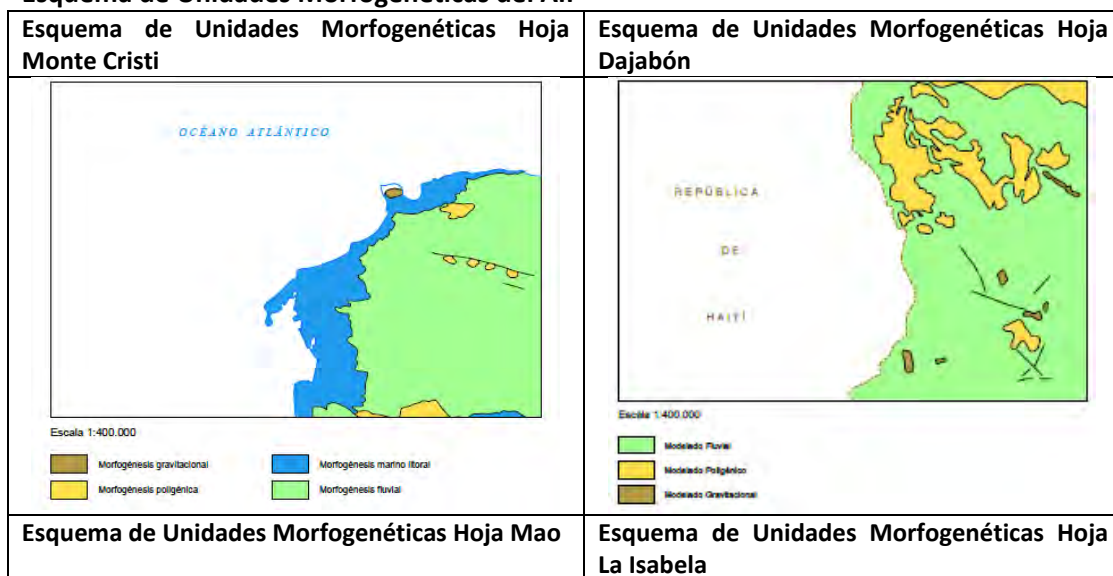 Esquema de Unidades Morfogenéticas Hoja
Monte Cristi
Esquema de Unidades Morfogenéticas Hoja
Dajabón
OCÉANO ATLÁNTICO
Escala 1:400.000
Morfogénesis gravitacional
Morfogénesis marino litoral
Morfogénesis poligénica
Morfogénesis fluvial
REPÚBLICA
DE
HAITÍ
Escala 1:400.000
Modelado Fluvial
Modelado Poligénico
Modelado Gravitacional
Esquema de Unidades Morfogenéticas Hoja Mao
Esquema de Unidades Morfogenéticas Hoja
La Isabela